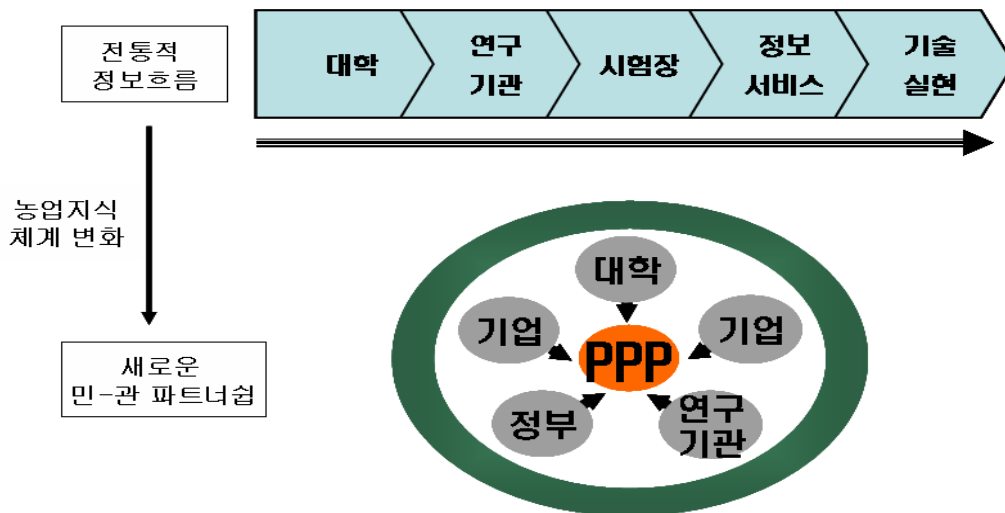 전통적
정보흐름
대학
연구
기관
시험장
정보
서비스
기술
실현
농업지식
체계 변화
새로운
민-관 파트너쉽
대학
기업
기업
PPP
정부
연구
기관